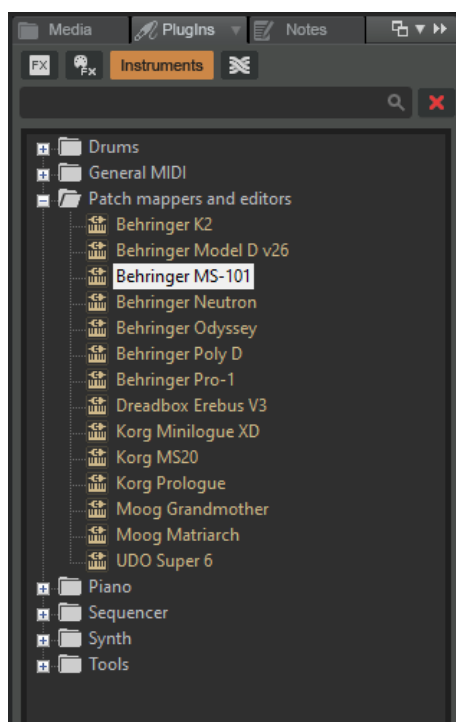 Media PlugIns Notes
FX FX Instruments
Drums
General MIDI
Patch mappers and editors
Behringer K2
Behringer Model D v26
Behringer MS-101
Behringer Neutron
Behringer Odyssey
Behringer Poly D
Behringer Pro-1
Dreadbox Erebus V3
Korg Minilogue XD
Korg MS20
Korg Prologue
Moog Grandmother
Moog Matriarch
UDO Super 6
Piano
Sequencer
Synth
Tools